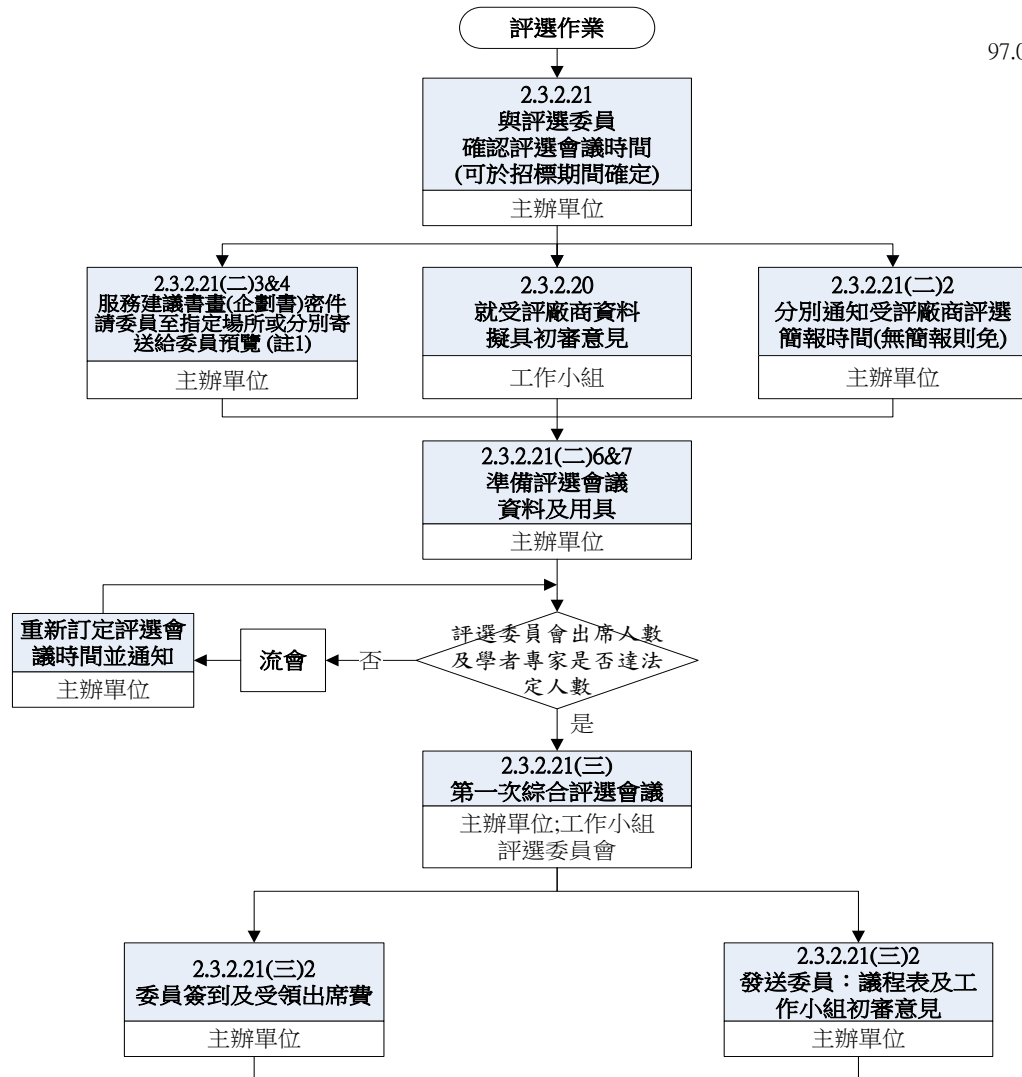 評選作業
97.0
2.3.2.21
與評選委員
確認評選會議時間
(可於招標期間確定)
主辦單位
2.3.2.21(二)3&4
服務建議書畫(企劃書)密件
請委員至指定場所或分別寄
送給委員預覽 (註1)
主辦單位
2.3.2.20
就受評廠商資料
擬具初審意見
工作小組
2.3.2.21(二)2
分別通知受評廠商評選
簡報時間(無簡報則免)
主辦單位
2.3.2.21(二)6&7
準備評選會議
資料及用具
主辦單位
重新訂定評選會
議時間並通知
主辦單位
流會
否
評選委員會出席人數
及學者專家是否達法
定人數
是
2.3.2.21(三)
第一次綜合評選會議
主辦單位;工作小組
評選委員會
2.3.2.21(三)2
委員簽到及受領出席費
主辦單位
2.3.2.21(三)2
發送委員：議程表及工
作小組初審意見
主辦單位